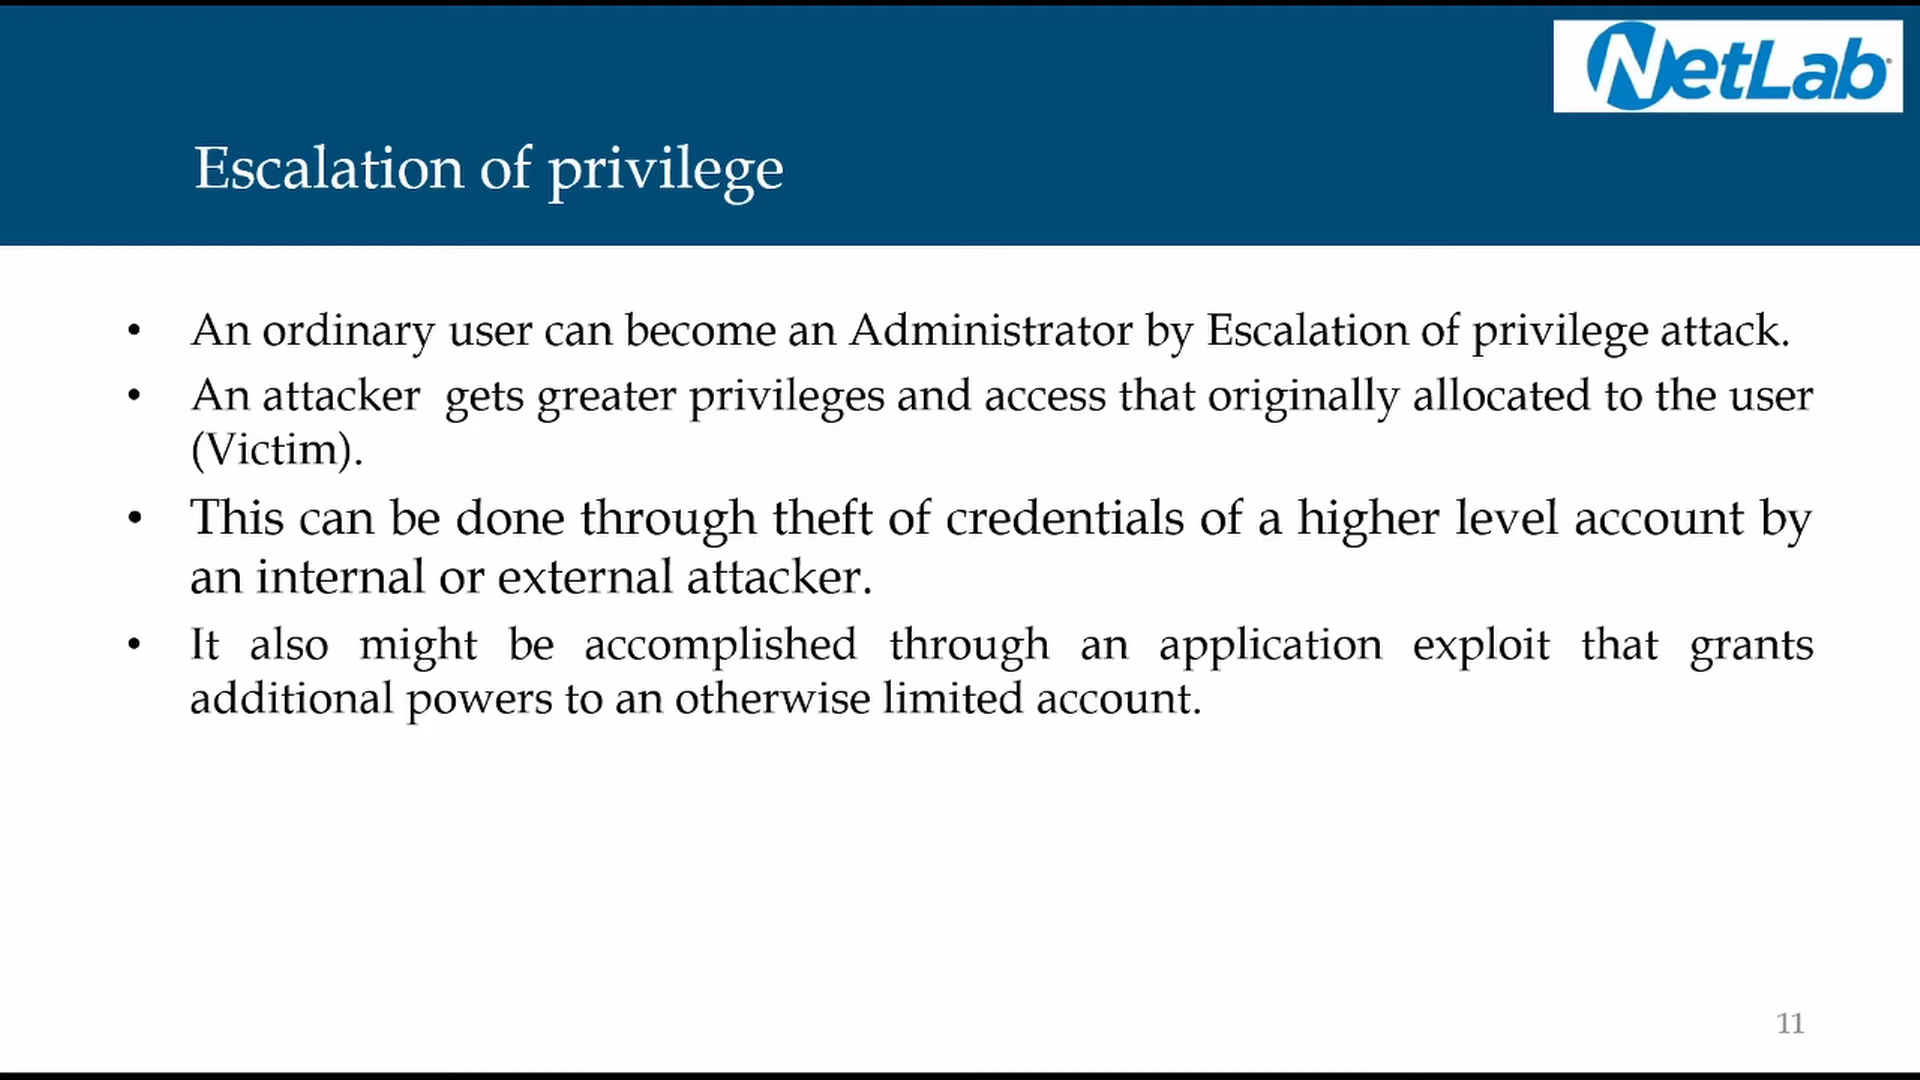 NetLab
Escalation of privilege
• An ordinary user can become an Administrator by Escalation of privilege attack.
• An attacker  gets greater privileges and access that originally allocated to the user
(Victim).
• This can be done through theft of credentials of a higher level account by
an internal or external attacker.
• It also might be accomplished through an application exploit that grants
additional powers to an otherwise limited account.
11